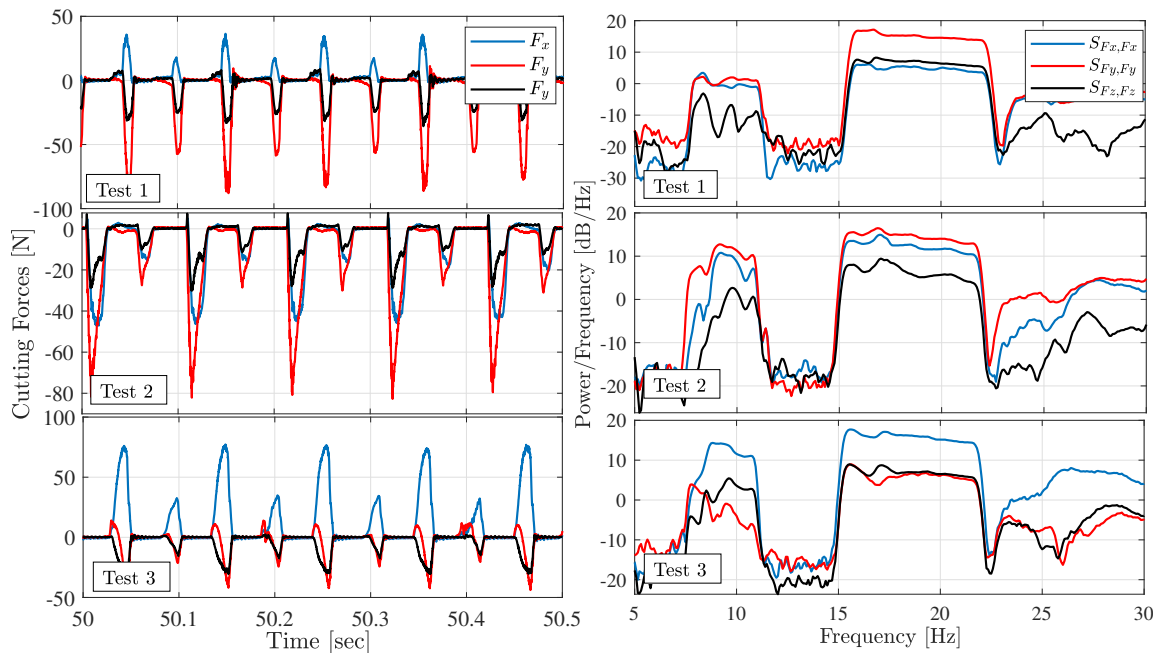 50
0
-50
-100
F_x
F_y
F_y
Test 1
0
-20
-40
-60
-80
Test 2
100
50
0
-50
Test 3
50 50.1 50.2 50.3 50.4 50.5
Time [sec]
Cutting Forces [N]
20
10
0
-10
-20
-30
S_{Fx,Fx}
S_{Fy,Fy}
S_{Fz,Fz}
Test 1
20
10
0
-10
-20
Test 2
20
10
0
-10
-20
Test 3
5 10 15 20 25 30
Frequency [Hz]
Power/Frequency [dB/Hz]